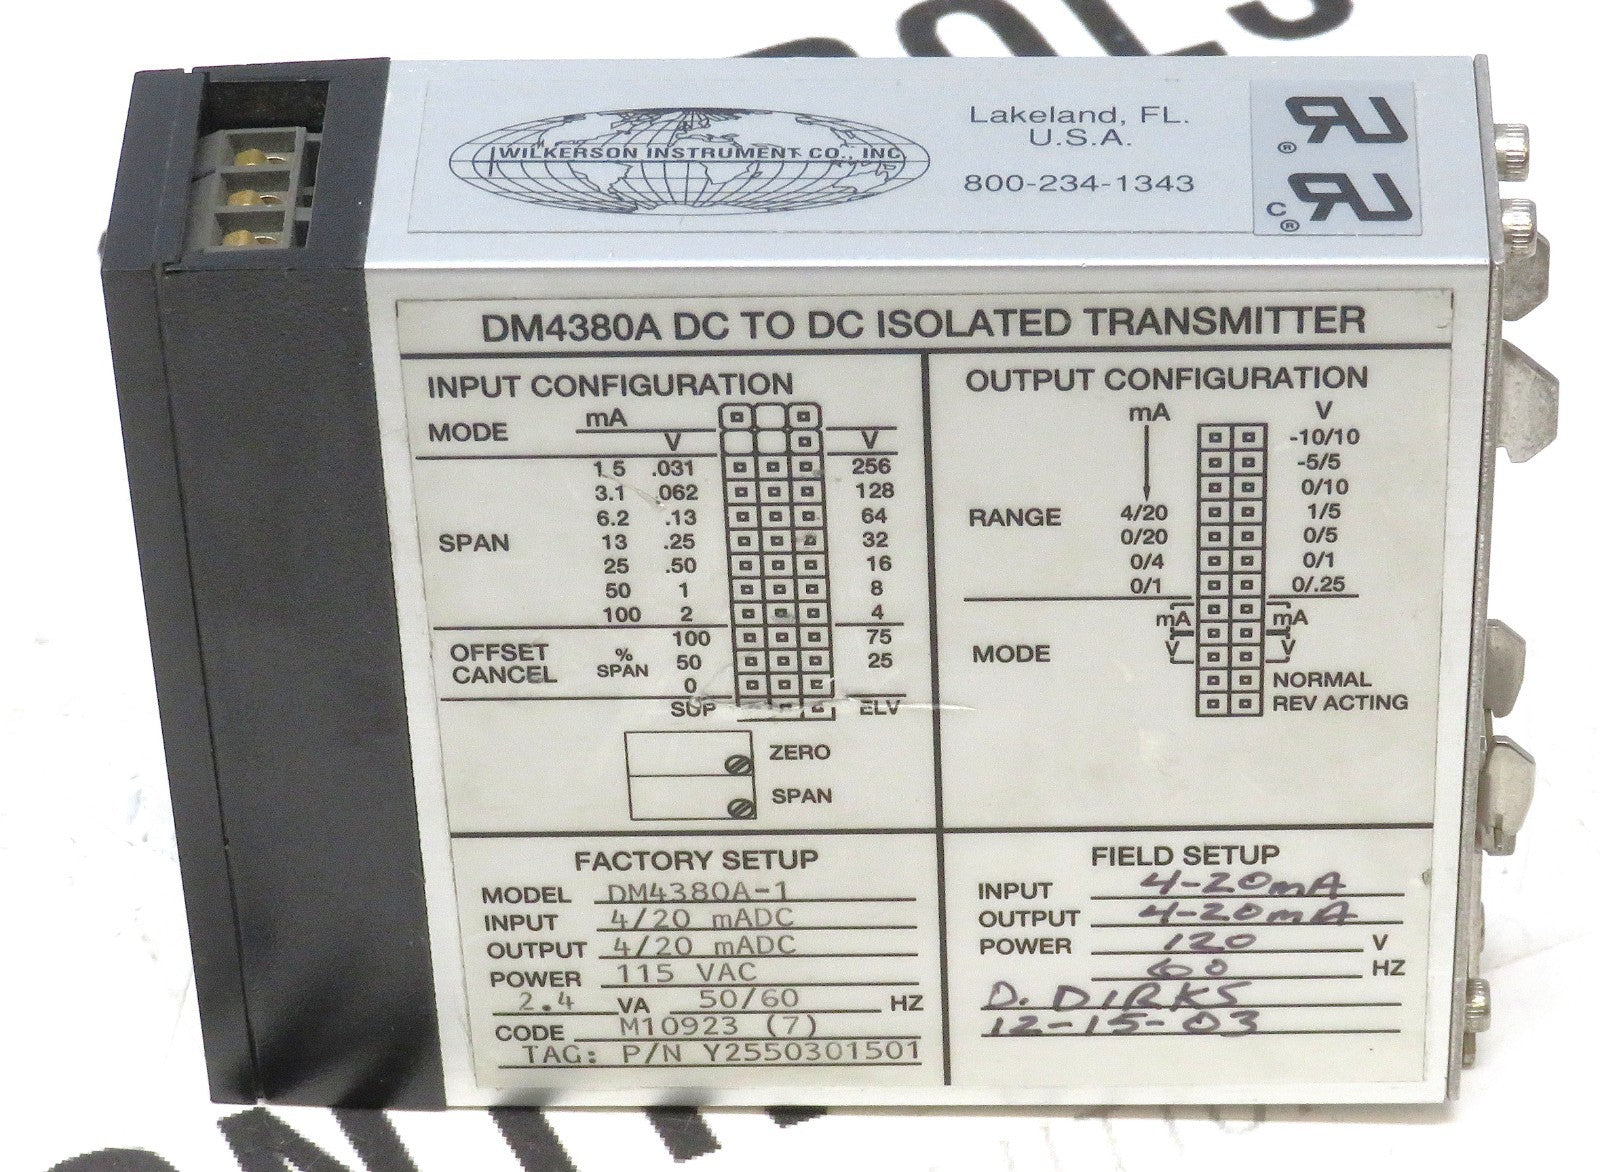 Lakeland, FL.
U.S.A.
800-234-1343
WILKERSON INSTRUMENT CO., INC
UR ®
C UR ®
DM4380A DC TO DC ISOLATED TRANSMITTER
INPUT CONFIGURATION
MODE mA
V V
1.5 .031 256
3.1 .062 128
6.2 .13 64
SPAN 13 .25 32
25 .50 16
50 1 8
100 2 4
OFFSET CANCEL % SPAN
100 75
50 25
0
SUP ELV
ZERO
SPAN
OUTPUT CONFIGURATION
mA V
-10/10
-5/5
0/10
RANGE 4/20 1/5
0/20 0/5
0/4 0/1
0/1 0/.25
mA mA
MODE V V
NORMAL
REV ACTING
FACTORY SETUP
MODEL DM4380A-1
INPUT 4/20 mADC
OUTPUT 4/20 mADC
POWER 115 VAC
2.4 VA 50/60 HZ
CODE M10923 (7)
TAG: P/N Y2550301501
FIELD SETUP
INPUT 4-20mA
OUTPUT 4-20mA
POWER 120 V
60 HZ
D. DIRKS
12-15-03